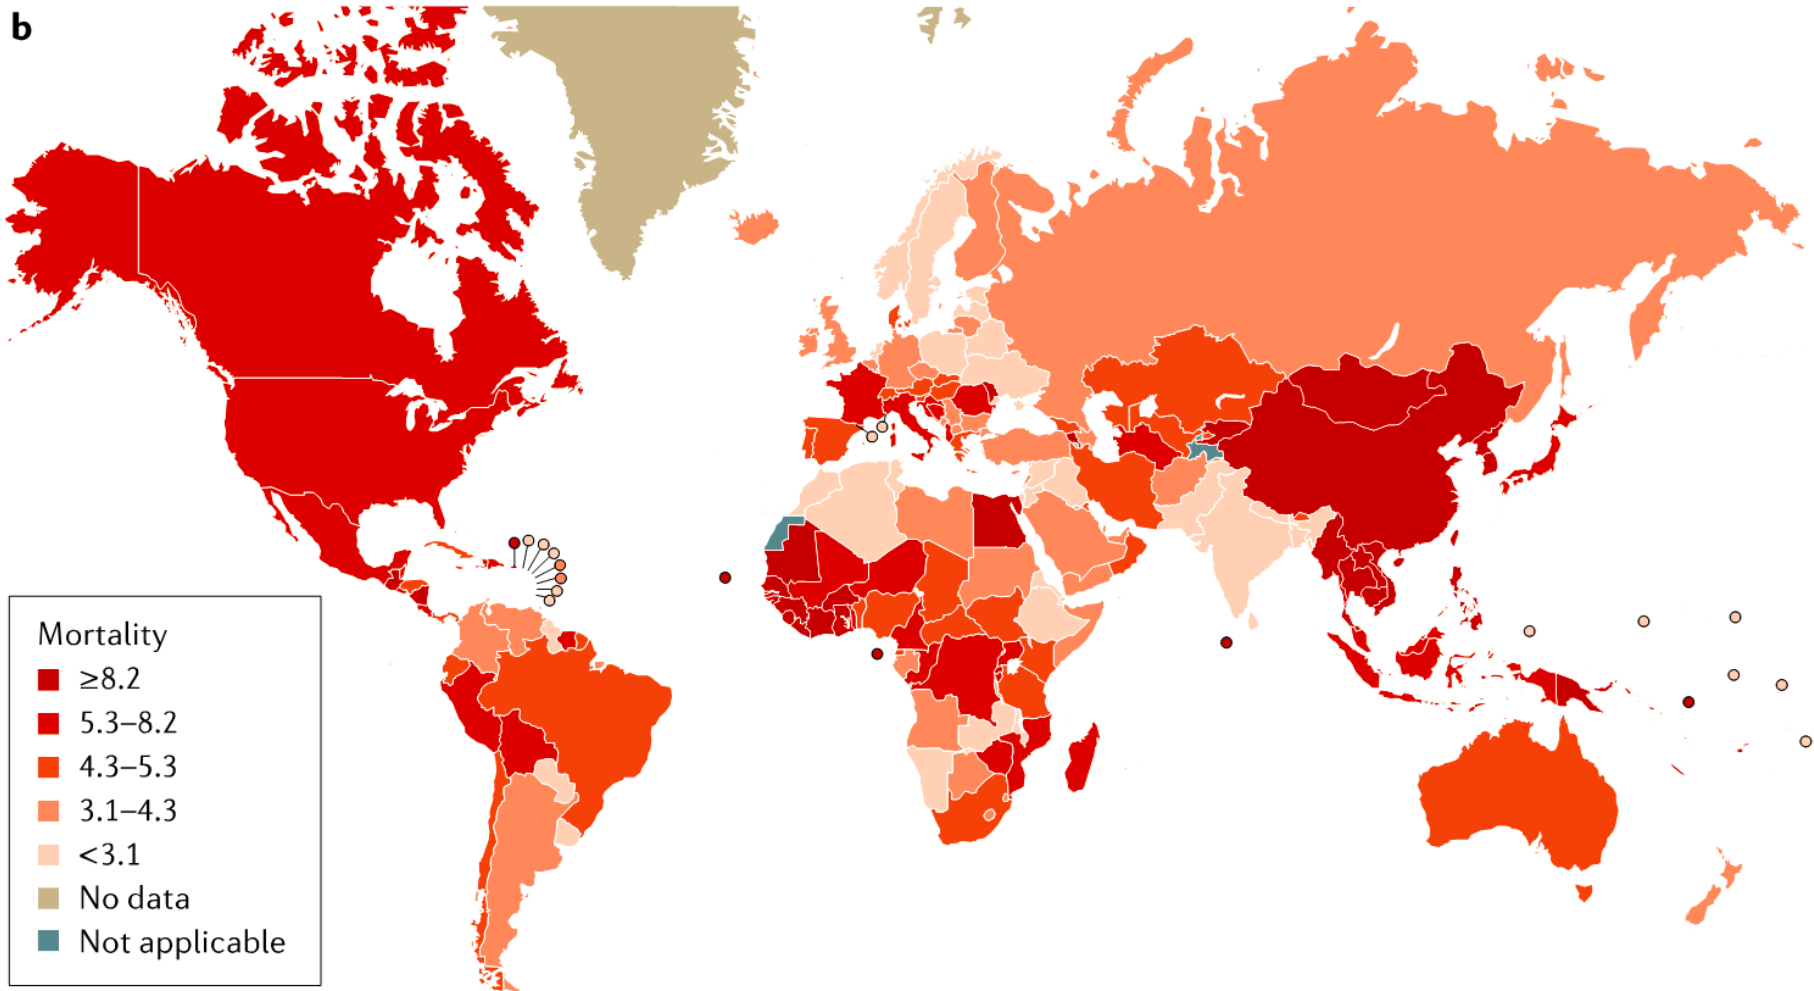 b
Mortality
≥8.2
5.3–8.2
4.3–5.3
3.1–4.3
<3.1
No data
Not applicable